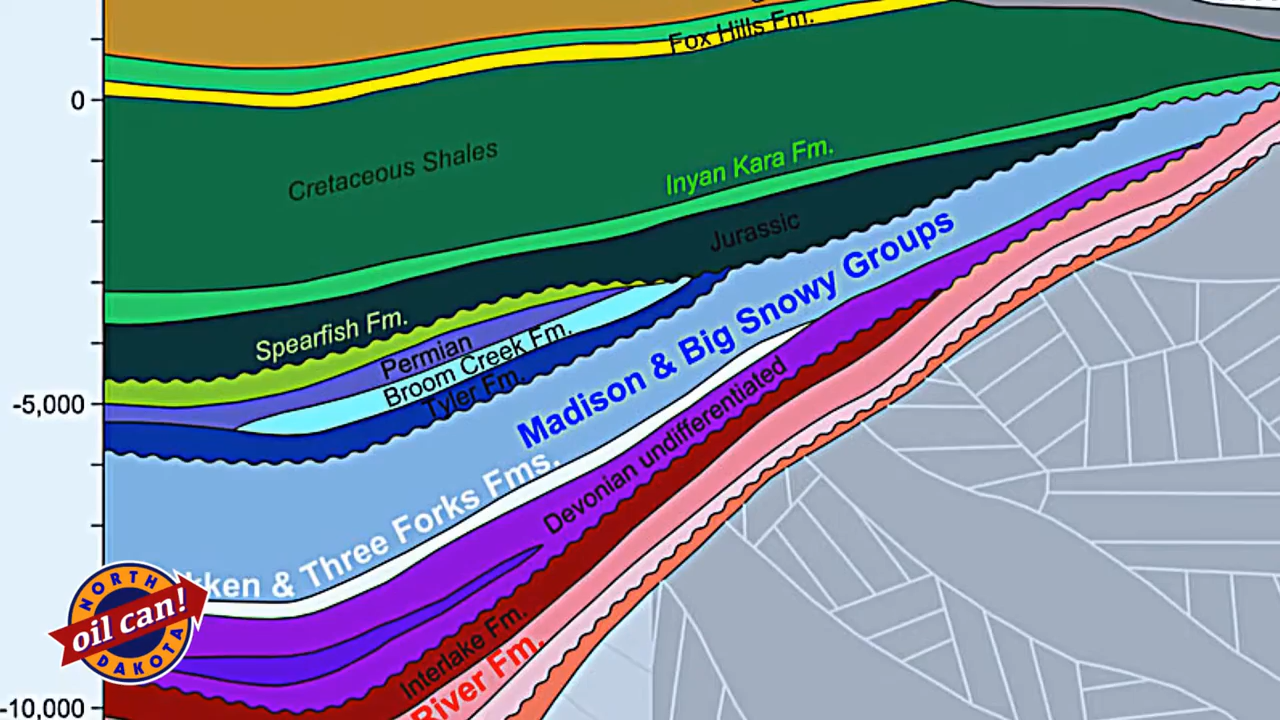 Fox Hills Fm.
0
Cretaceous Shales
Inyan Kara Fm.
Jurassic
Spearfish Fm.
Permian
Broom Creek Fm.
Tyler Fm.
-5,000
Madison & Big Snowy Groups
kken & Three Forks Fms.
Devonian undifferentiated
NORTH
oil can!
DAKOTA
Interlake Fm.
River Fm.
-10,000